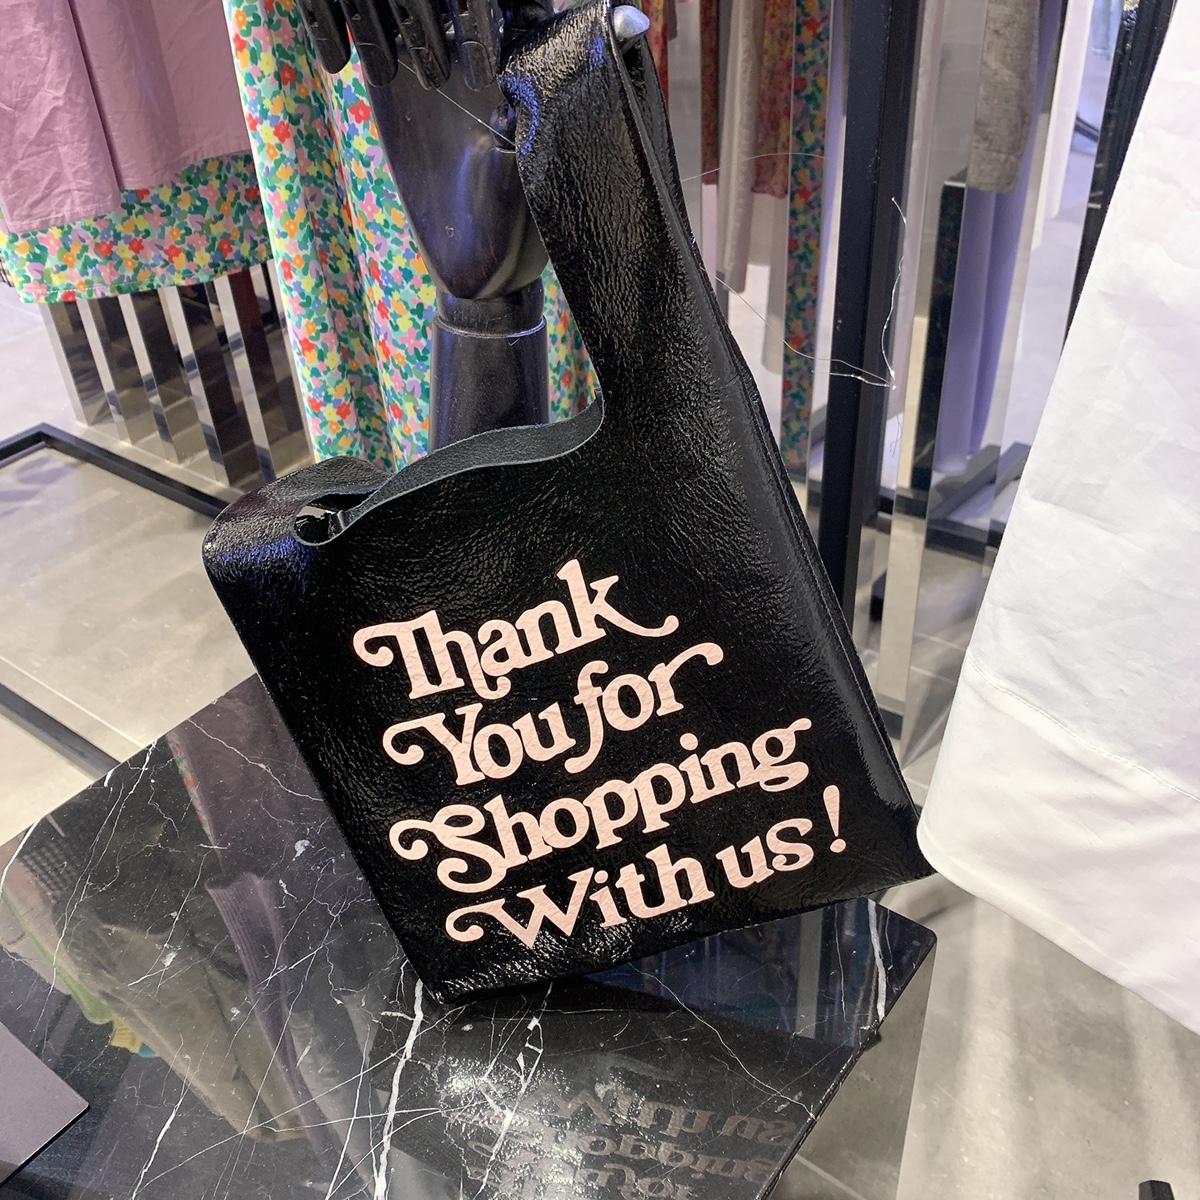 Thank
You for
Shopping
With us!